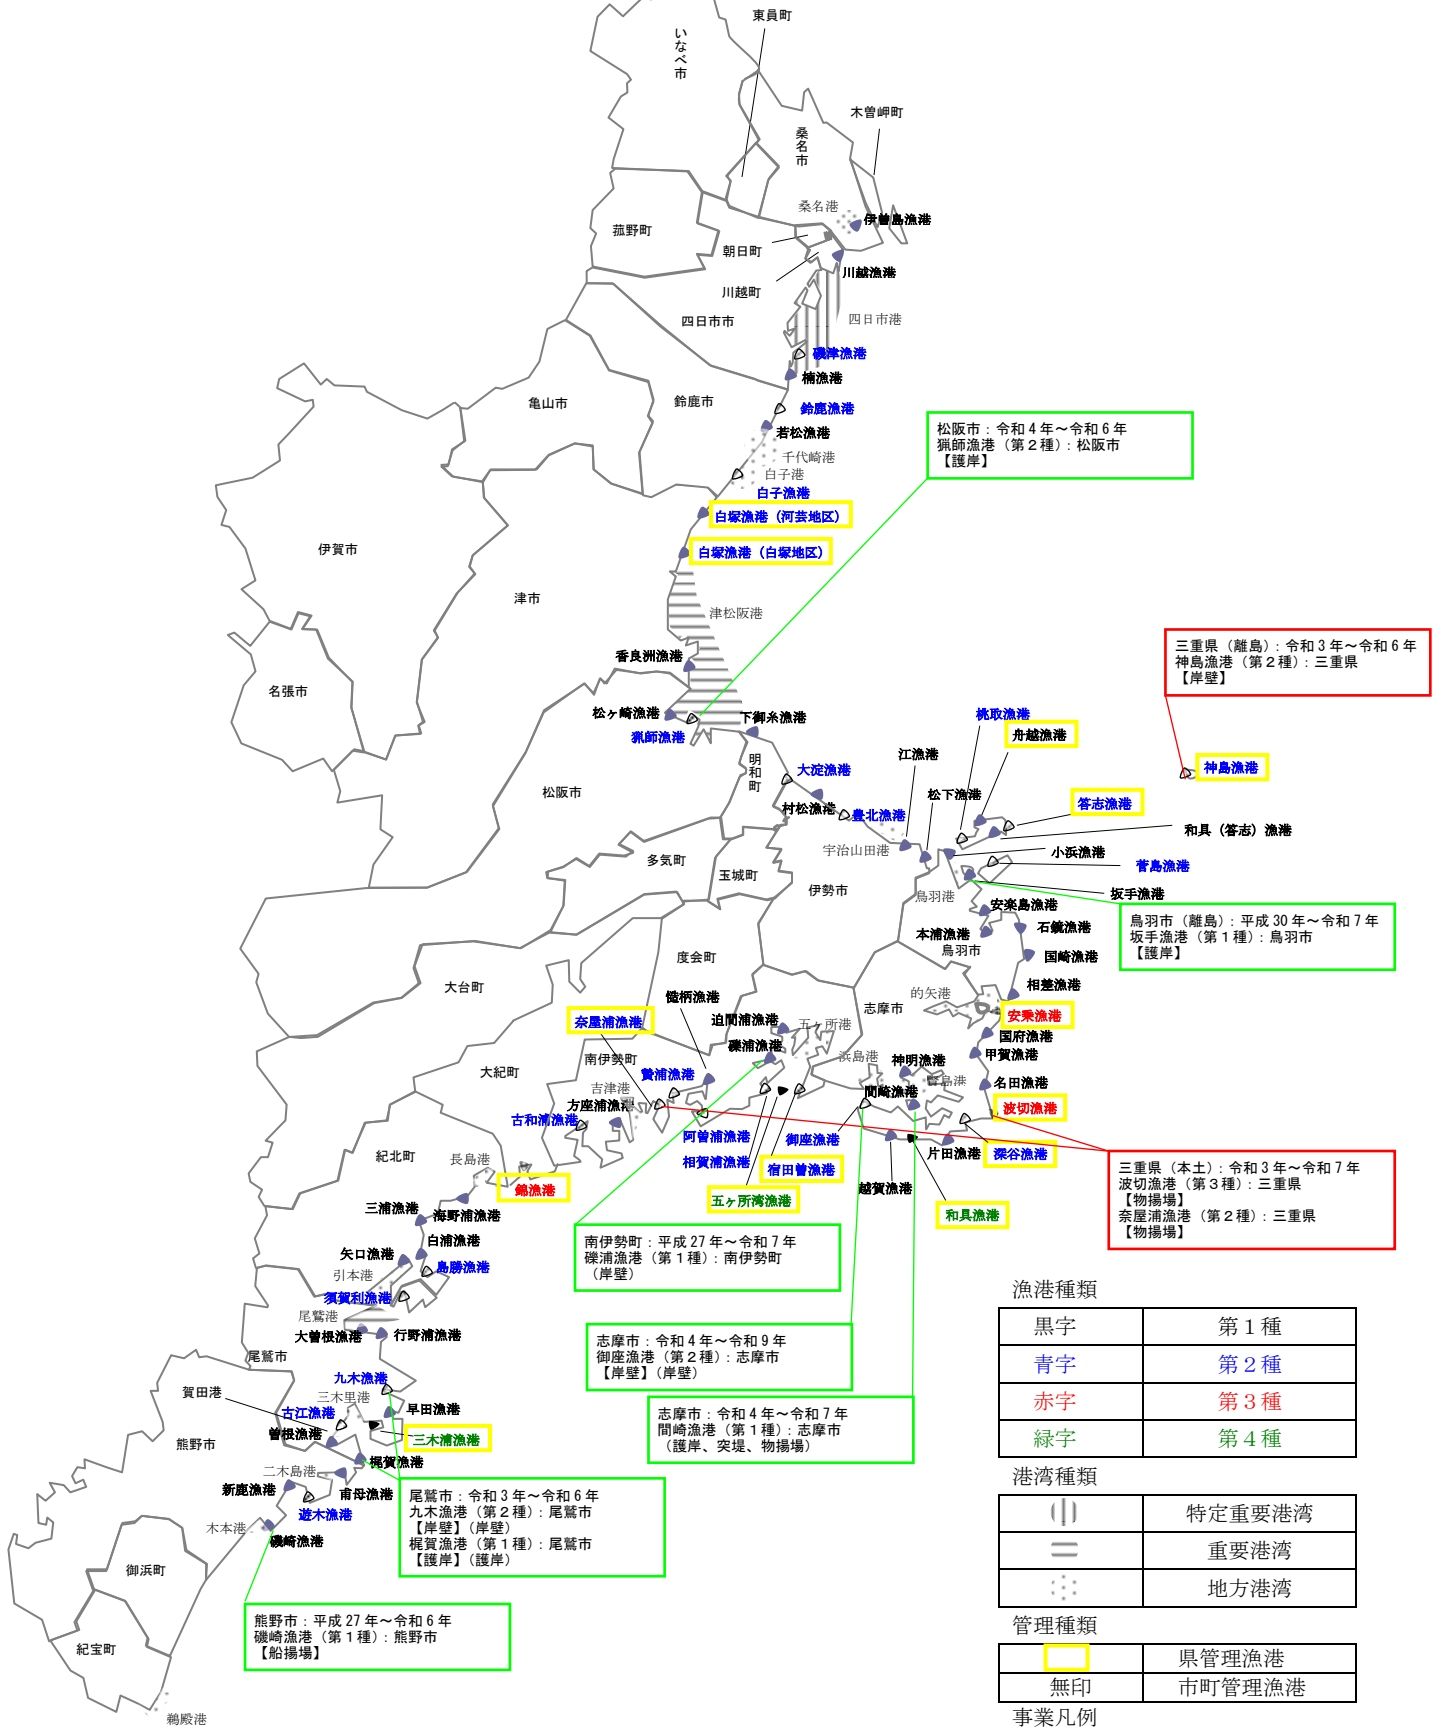 東員町
いなべ市
木曽岬町
桑名市
桑名港
伊曽島漁港
菰野町
朝日町
川越漁港
川越町
四日市市
四日市港
磯津漁港
楠漁港
亀山市
鈴鹿市
鈴鹿漁港
若松漁港
千代崎港
白子港
白子漁港
白塚漁港（河芸地区）
白塚漁港（白塚地区）
伊賀市
津市
津松阪港
松阪市：令和４年～令和６年
猟師漁港（第２種）：松阪市
【護岸】
香良洲漁港
名張市
松ヶ崎漁港
猟師漁港
下御糸漁港
明和町
三重県（離島）：令和３年～令和６年
神島漁港（第２種）：三重県
【岸壁】
桃取漁港
舟越漁港
神島漁港
江漁港
大淀漁港
松阪市
松下漁港
答志漁港
村松漁港
豊北漁港
和具（答志）漁港
宇治山田港
小浜漁港
多気町
玉城町
伊勢市
菅島漁港
鳥羽港
坂手漁港
安楽島漁港
鳥羽市（離島）：平成30年～令和７年
坂手漁港（第１種）：鳥羽市
【護岸】
石鏡漁港
本浦漁港
鳥羽市
国崎漁港
度会町
大台町
相差漁港
的矢港
志摩市
慥柄漁港
奈屋浦漁港
迫間浦漁港
五ヶ所港
安乗漁港
国府漁港
礫浦漁港
甲賀漁港
南伊勢町
浜島港
神明漁港
大紀町
贄浦漁港
賢島港
名田漁港
吉津港
間崎漁港
方座浦漁港
波切漁港
古和浦漁港
阿曽浦漁港
御座漁港
片田漁港
深谷漁港
相賀浦漁港
宿田曽漁港
紀北町
長島港
錦漁港
越賀漁港
五ヶ所湾漁港
和具漁港
三重県（本土）：令和３年～令和７年
波切漁港（第３種）：三重県
【物揚場】
奈屋浦漁港（第２種）：三重県
【物揚場】
三浦漁港
海野浦漁港
白浦漁港
矢口漁港
島勝漁港
引本港
南伊勢町：平成27年～令和７年
礫浦漁港（第１種）：南伊勢町
（岸壁）
須賀利漁港
尾鷲港
大曽根漁港
行野浦漁港
尾鷲市
志摩市：令和４年～令和９年
御座漁港（第２種）：志摩市
【岸壁】（岸壁）
九木漁港
賀田港
三木里港
古江漁港
早田漁港
曽根漁港
三木浦漁港
志摩市：令和４年～令和７年
間崎漁港（第１種）：志摩市
（護岸、突堤、物揚場）
熊野市
梶賀漁港
二木島港
新鹿漁港
甫母漁港
遊木漁港
尾鷲市：令和３年～令和６年
九木漁港（第２種）：尾鷲市
【岸壁】（岸壁）
梶賀漁港（第１種）：尾鷲市
【護岸】（護岸）
木本港
磯崎漁港
御浜町
熊野市：平成27年～令和６年
磯崎漁港（第１種）：熊野市
【船揚場】
紀宝町
鵜殿港
漁港種類
黒字 第１種
青字 第２種
赤字 第３種
緑字 第４種
港湾種類
特定重要港湾
重要港湾
地方港湾
管理種類
県管理漁港
無印 市町管理漁港
事業凡例